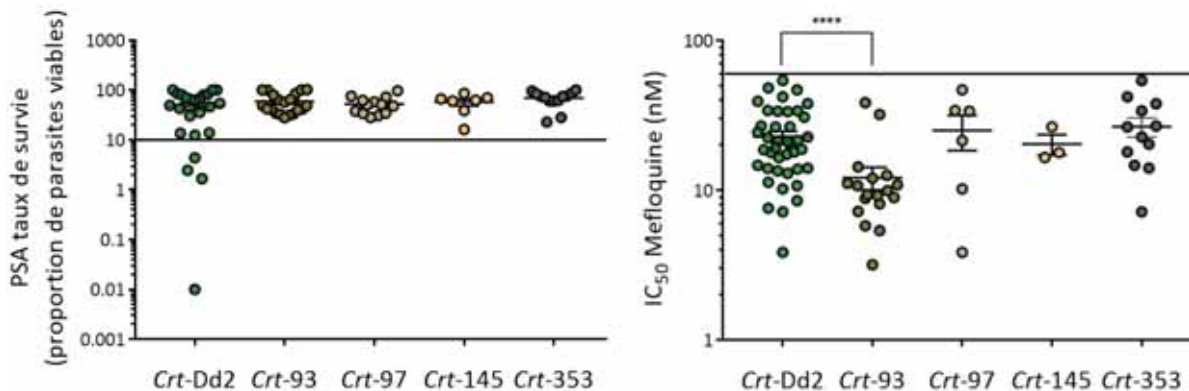 PSA taux de survie
(proportion de parasites viables)
1000
100
10
1
0.1
0.01
0.001
Crt-Dd2 Crt-93 Crt-97 Crt-145 Crt-353
IC50 Mefloquine (nM)
100
10
1
****
Crt-Dd2 Crt-93 Crt-97 Crt-145 Crt-353